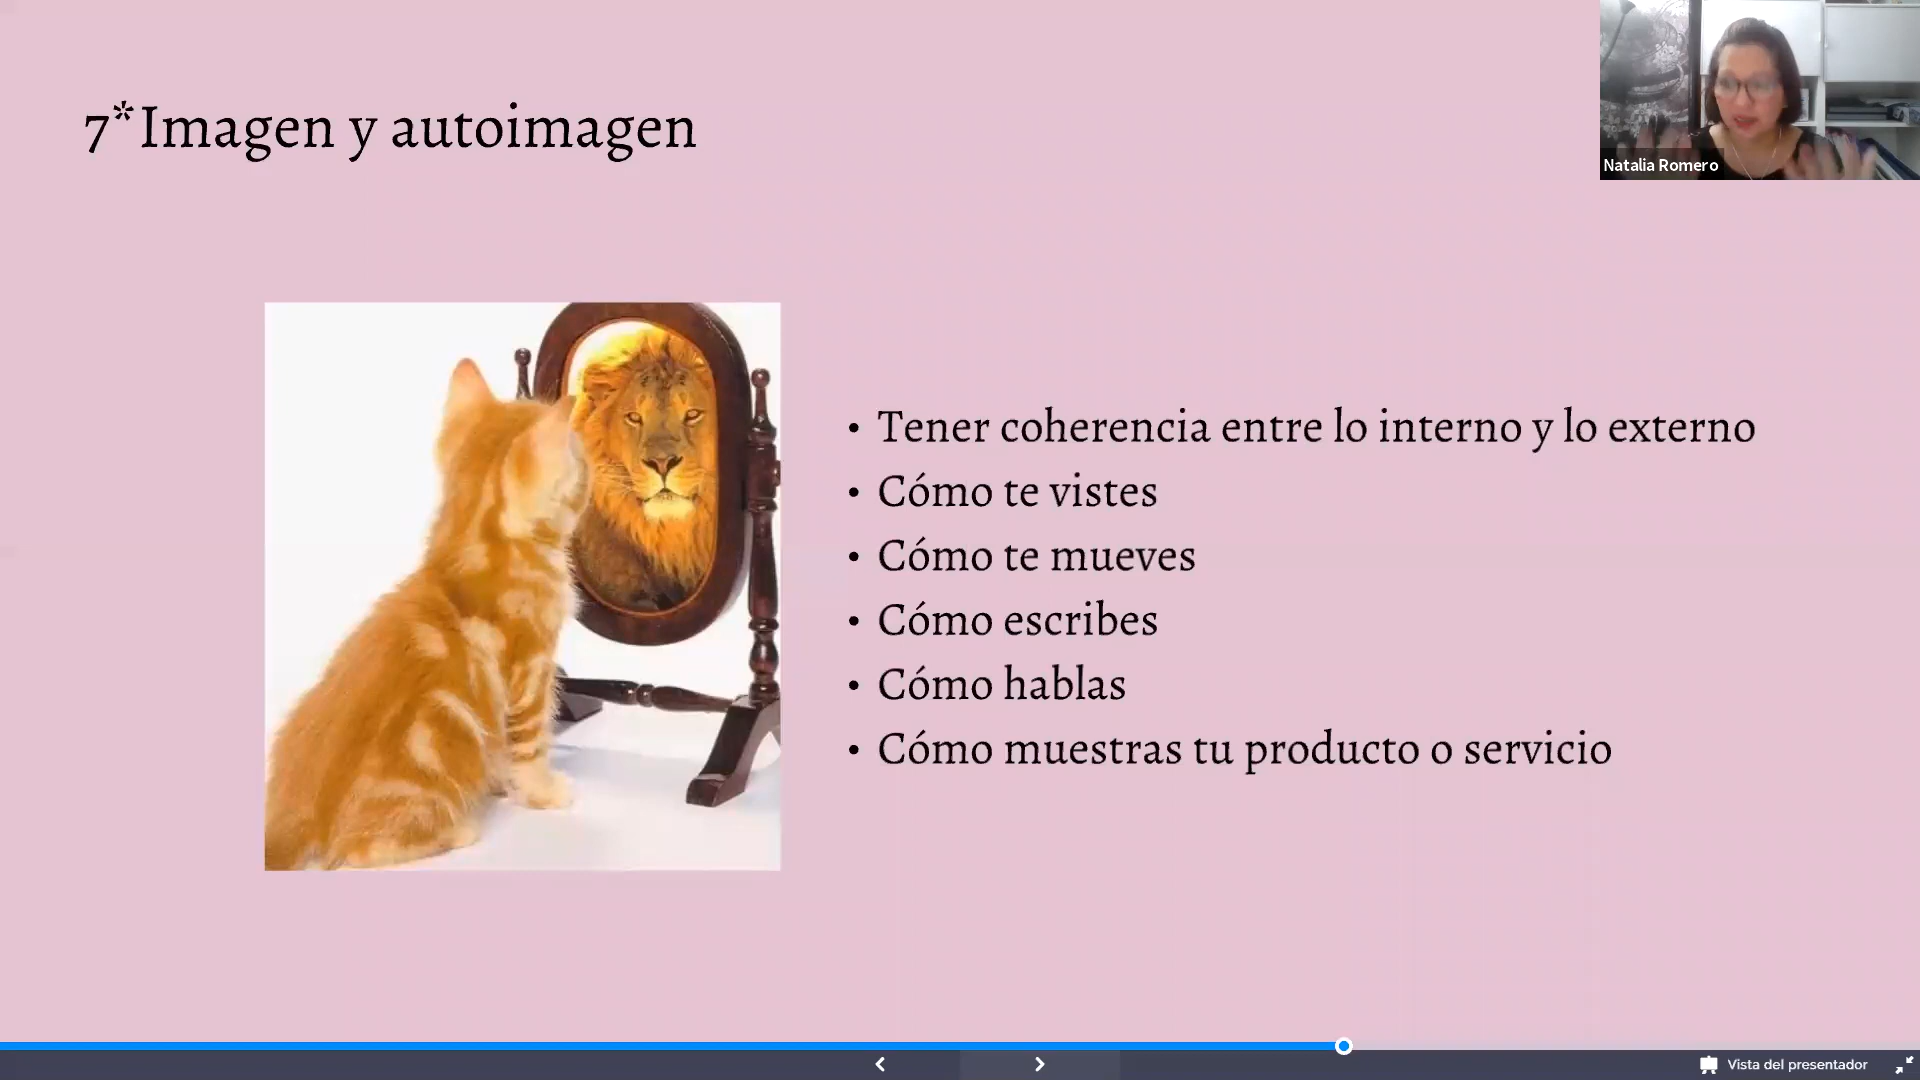 7*Imagen y autoimagen
Natalia Romero
• Tener coherencia entre lo interno y lo externo
• Cómo te vistes
• Cómo te mueves
• Cómo escribes
• Cómo hablas
• Cómo muestras tu producto o servicio
Vista del presentador